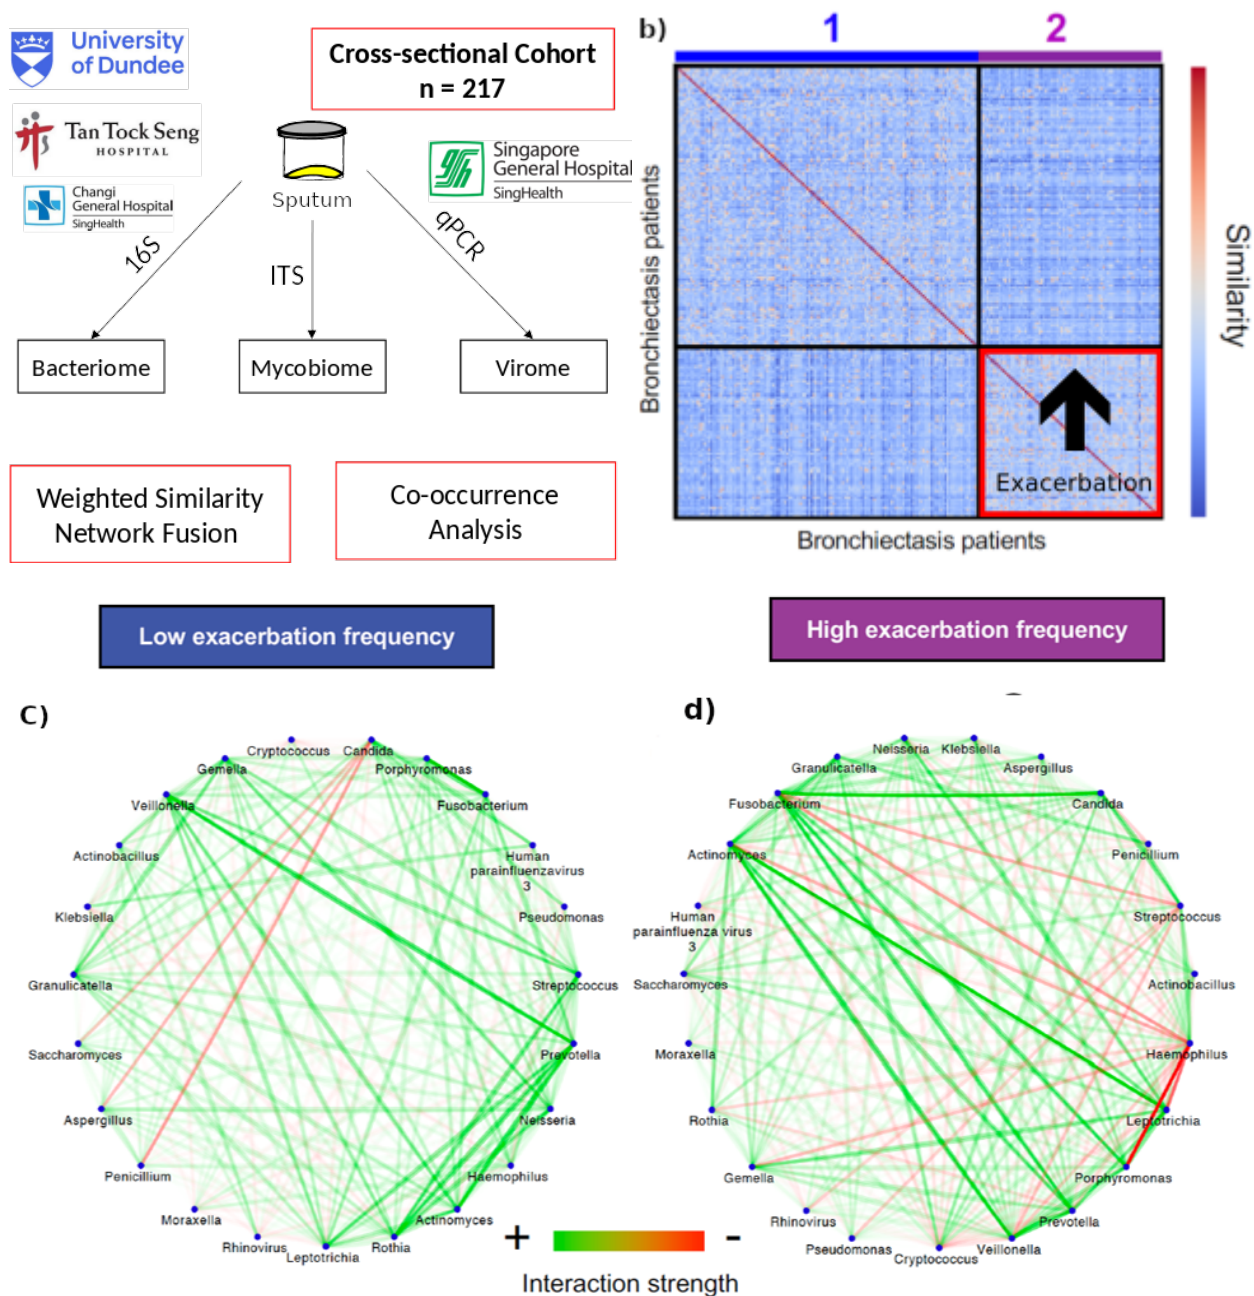 University
of Dundee
Cross-sectional Cohort
n = 217
Tan Tock Seng
HOSPITAL
Changi
General Hospital
SingHealth
Singapore
General Hospital
SingHealth
Sputum
16S
ITS
qPCR
Bacteriome
Mycobiome
Virome
Weighted Similarity
Network Fusion
Co-occurrence
Analysis
b)
1
2
Bronchiectasis patients
Exacerbation
Bronchiectasis patients
Similarity
Low exacerbation frequency
High exacerbation frequency
c)
Cryptococcus
Candida
Gemella
Porphyromonas
Veillonella
Fusobacterium
Actinobacillus
Human
parainfluenzavirus
3
Klebsiella
Pseudomonas
Granulicatella
Streptococcus
Saccharomyces
Prevotella
Aspergillus
Neisseria
Penicillium
Haemophilus
Moraxella
Actinomyces
Rhinovirus
Rothia
Leptotrichia
d)
Neisseria
Klebsiella
Granulicatella
Aspergillus
Fusobacterium
Candida
Actinomyces
Penicillium
Human
parainfluenza virus
3
Streptococcus
Saccharomyces
Actinobacillus
Moraxella
Haemophilus
Rothia
Leptotrichia
Gemella
Porphyromonas
Rhinovirus
Prevotella
Pseudomonas
Veillonella
Cryptococcus
+
-
Interaction strength